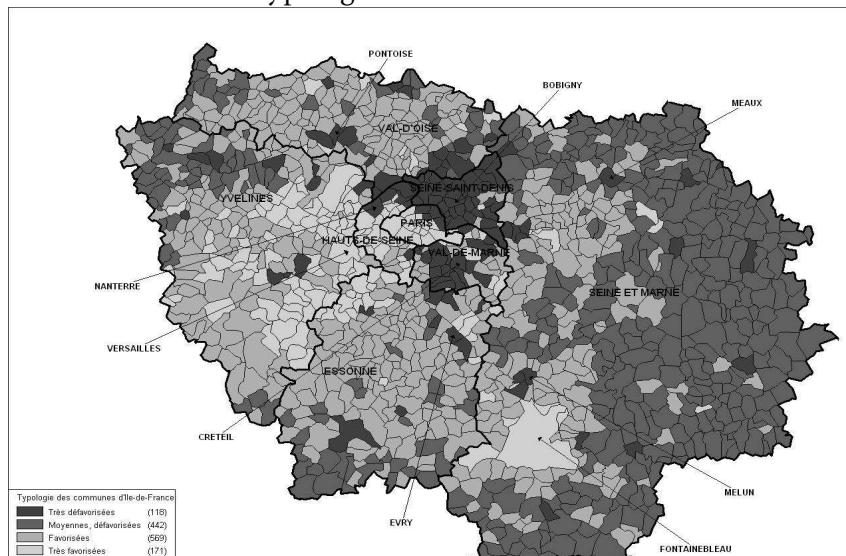 PONTOISE
BOBIGNY
MEAUX
VAL-D'OISE
SEINE-SAINT-DENIS
YVELINES
PARIS
HAUTS-DE-SEINE
VAL-DE-MARNE
NANTERRE
SEINE ET MARNE
VERSAILLES
ESSONNE
CRETEIL
MELUN
EVRY
FONTAINEBLEAU
Typologie des communes d'Ile-de-France
Très défavorisées (118)
Moyennes, défavorisées (442)
Favorisées (569)
Très favorisées (171)